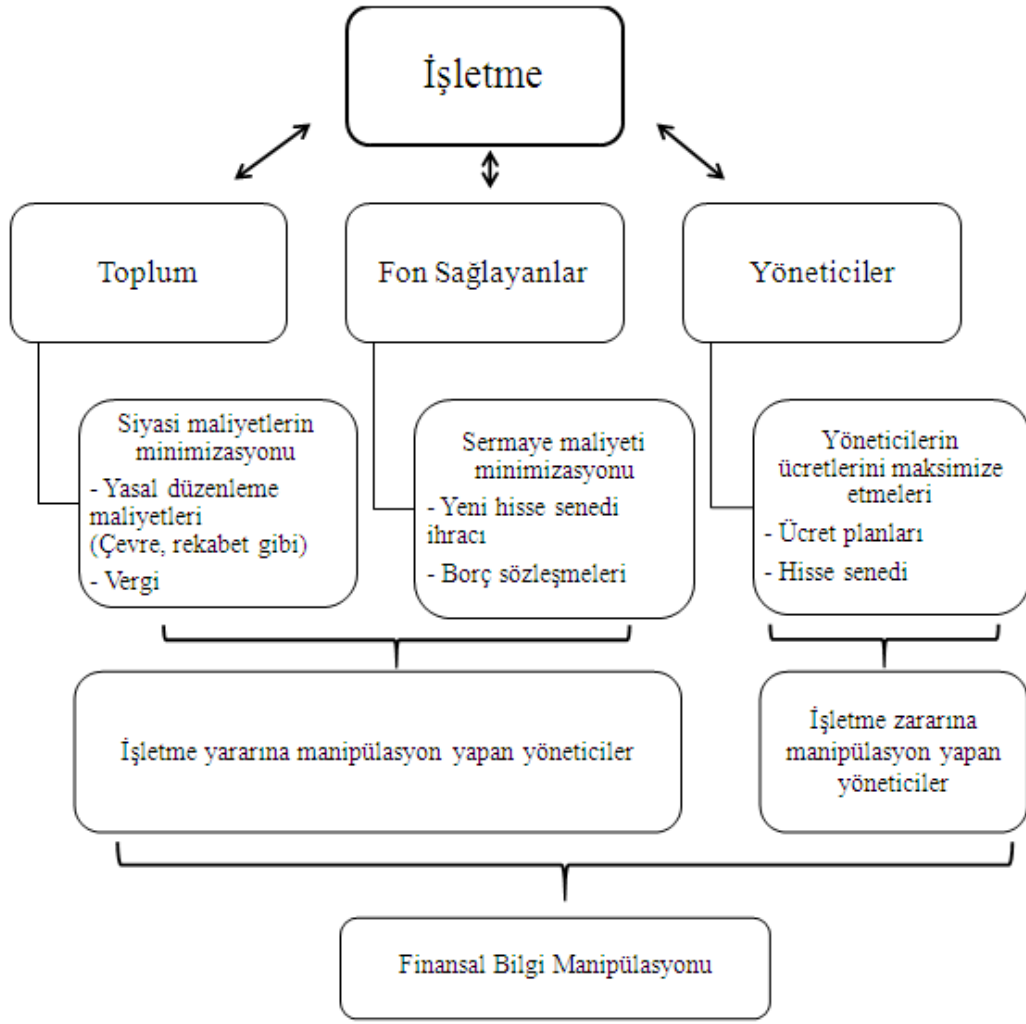 İşletme
Toplum
Fon Sağlayanlar
Yöneticiler
Siyasi maliyetlerin
minimizasyonu
- Yasal düzenleme
maliyetleri
(Çevre, rekabet gibi)
- Vergi
Sermaye maliyeti
minimizasyonu
- Yeni hisse senedi
ihracı
- Borç sözleşmeleri
Yöneticilerin
ücretlerini maksimize
etmeleri
- Ücret planları
- Hisse senedi
İşletme yararına manipülasyon yapan yöneticiler
İşletme zararına
manipülasyon yapan
yöneticiler
Finansal Bilgi Manipülasyonu